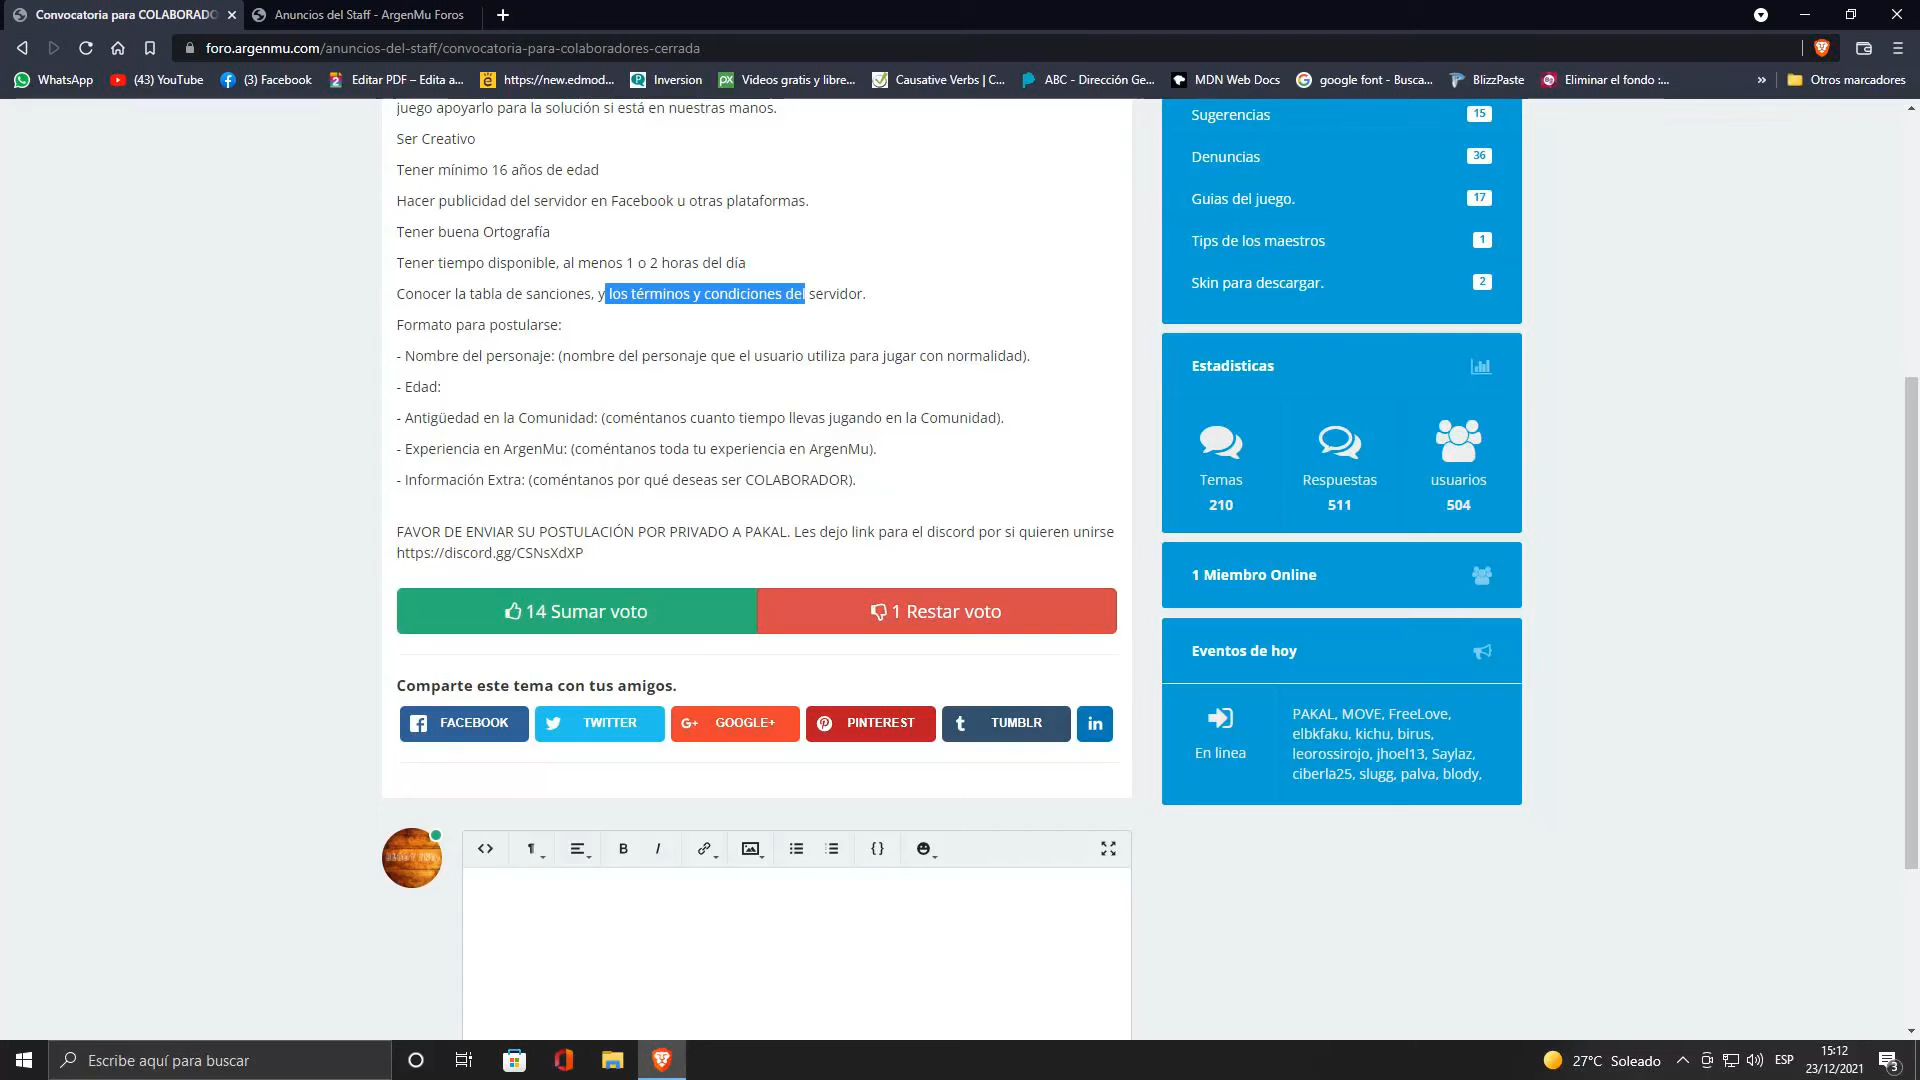 Convocatoria para COLABORADO
Anuncios del Staff - ArgenMu Foros
foro.argenmu.com/anuncios-del-staff/convocatoria-para-colaboradores-cerrada
WhatsApp
(43) YouTube
(3) Facebook
Editar PDF – Edita a...
https://new.edmod...
Inversion
Videos gratis y libre...
Causative Verbs | C...
ABC - Dirección Ge...
MDN Web Docs
google font - Busca...
BlizzPaste
Eliminar el fondo :...
»
Otros marcadores
juego apoyarlo para la solución si está en nuestras manos.
Ser Creativo
Tener mínimo 16 años de edad
Hacer publicidad del servidor en Facebook u otras plataformas.
Tener buena Ortografía
Tener tiempo disponible, al menos 1 o 2 horas del día
Conocer la tabla de sanciones, y los términos y condiciones del servidor.
Formato para postularse:
- Nombre del personaje: (nombre del personaje que el usuario utiliza para jugar con normalidad).
- Edad:
- Antigüedad en la Comunidad: (coméntanos cuanto tiempo llevas jugando en la Comunidad).
- Experiencia en ArgenMu: (coméntanos toda tu experiencia en ArgenMu).
- Información Extra: (coméntanos por qué deseas ser COLABORADOR).
FAVOR DE ENVIAR SU POSTULACIÓN POR PRIVADO A PAKAL. Les dejo link para el discord por si quieren unirse
https://discord.gg/CSNsXdXP
14 Sumar voto
1 Restar voto
Comparte este tema con tus amigos.
FACEBOOK
TWITTER
GOOGLE+
PINTEREST
TUMBLR
in
Sugerencias 15
Denuncias 36
Guias del juego. 17
Tips de los maestros 1
Skin para descargar. 2
Estadisticas
Temas
210
Respuestas
511
usuarios
504
1 Miembro Online
Eventos de hoy
En linea
PAKAL, MOVE, FreeLove,
elbkfaku, kichu, birus,
leorossirojo, jhoel13, Saylaz,
ciberla25, slugg, palva, blody,
B
I
Escribe aquí para buscar
27°C Soleado
ESP
15:12
23/12/2021
3